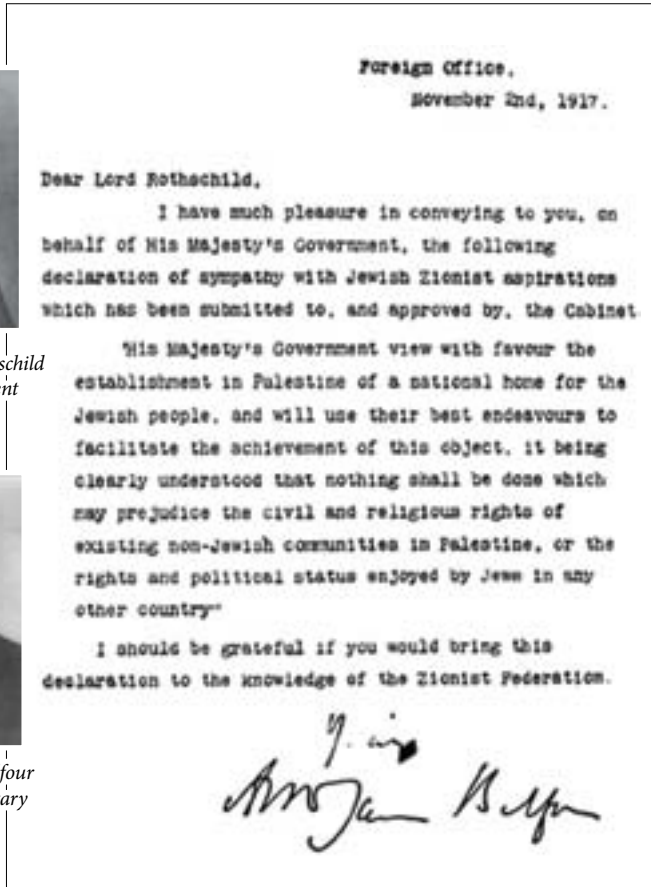 Foreign Office,
November 2nd, 1917.
Dear Lord Rothschild,
I have much pleasure in conveying to you, on
behalf of His Majesty's Government, the following
declaration of sympathy with Jewish Zionist aspirations
which has been submitted to, and approved by, the Cabinet
"His Majesty's Government view with favour the
establishment in Palestine of a national home for the
Jewish people, and will use their best endeavours to
facilitate the achievement of this object, it being
clearly understood that nothing shall be done which
may prejudice the civil and religious rights of
existing non-Jewish communities in Palestine, or the
rights and political status enjoyed by Jews in any
other country"
I should be grateful if you would bring this
declaration to the knowledge of the Zionist Federation.
Arthur James Balfour
schild
nt
four
ary